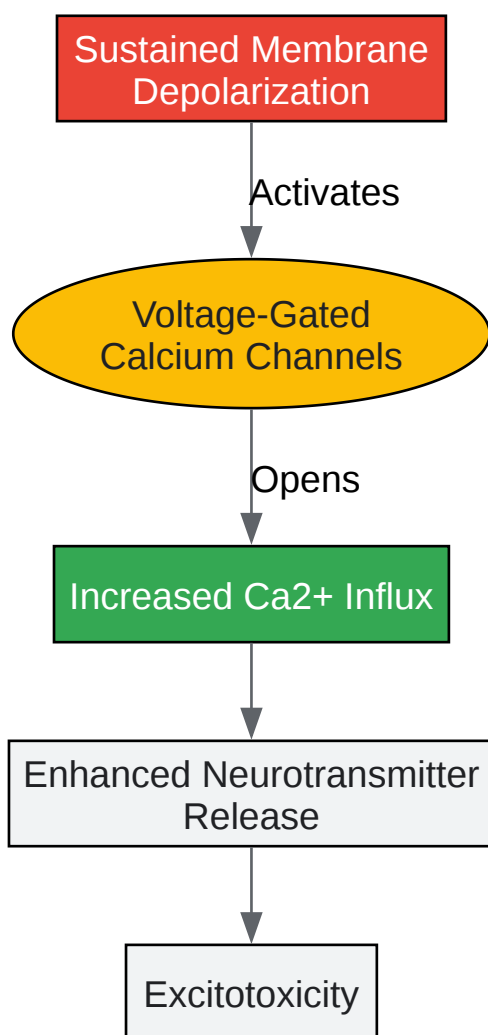 Sustained Membrane
Depolarization
Activates
Voltage-Gated
Calcium Channels
Opens
Increased Ca2+ Influx
Enhanced Neurotransmitter
Release
Excitotoxicity